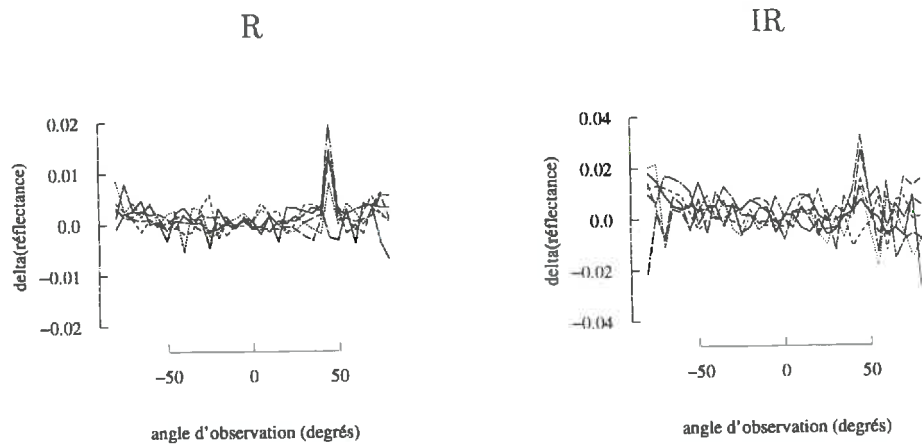 R
0.02
0.01
0.0
−0.01
−0.02
delta(réflectance)
−50
0
50
angle d'observation (degrés)
IR
0.04
0.02
0.0
−0.02
−0.04
delta(réflectance)
−50
0
50
angle d'observation (degrés)